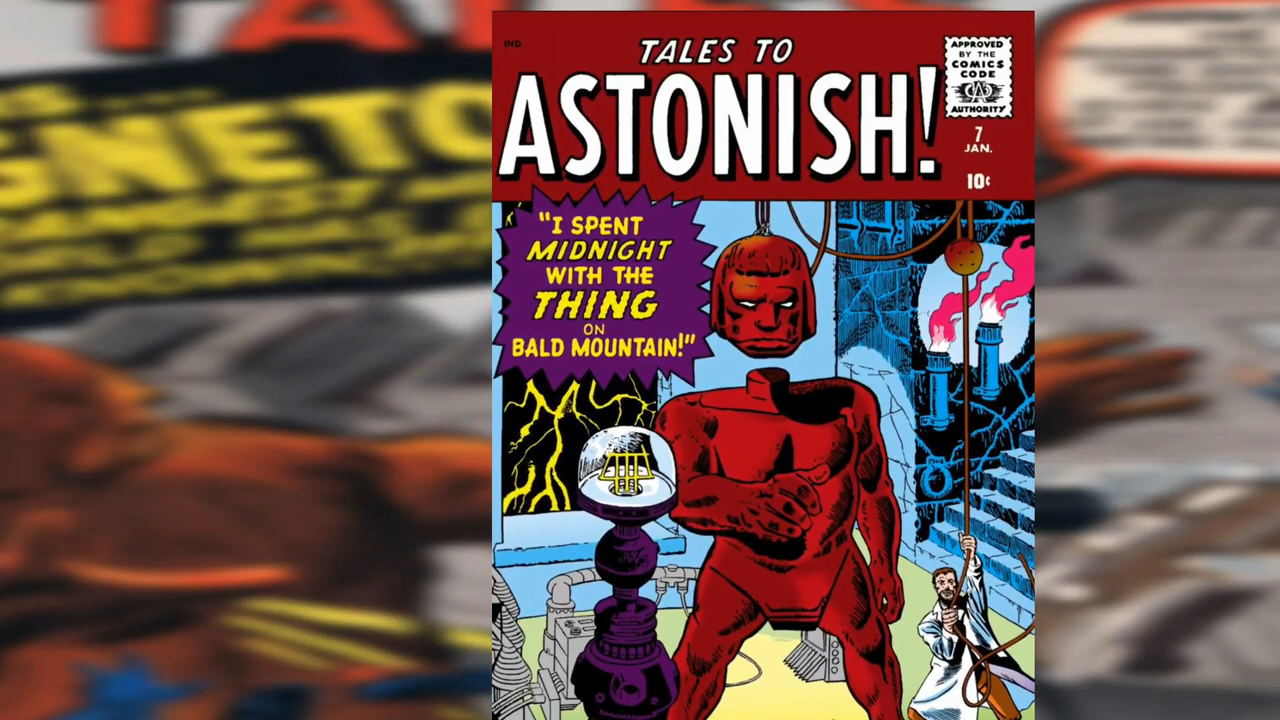 IND.
TALES TO
ASTONISH!
APPROVED
BY THE
COMICS
CODE
CA
AUTHORITY
7
JAN.
10¢
"I SPENT
MIDNIGHT
WITH THE
THING
ON
BALD MOUNTAIN!"
NETO